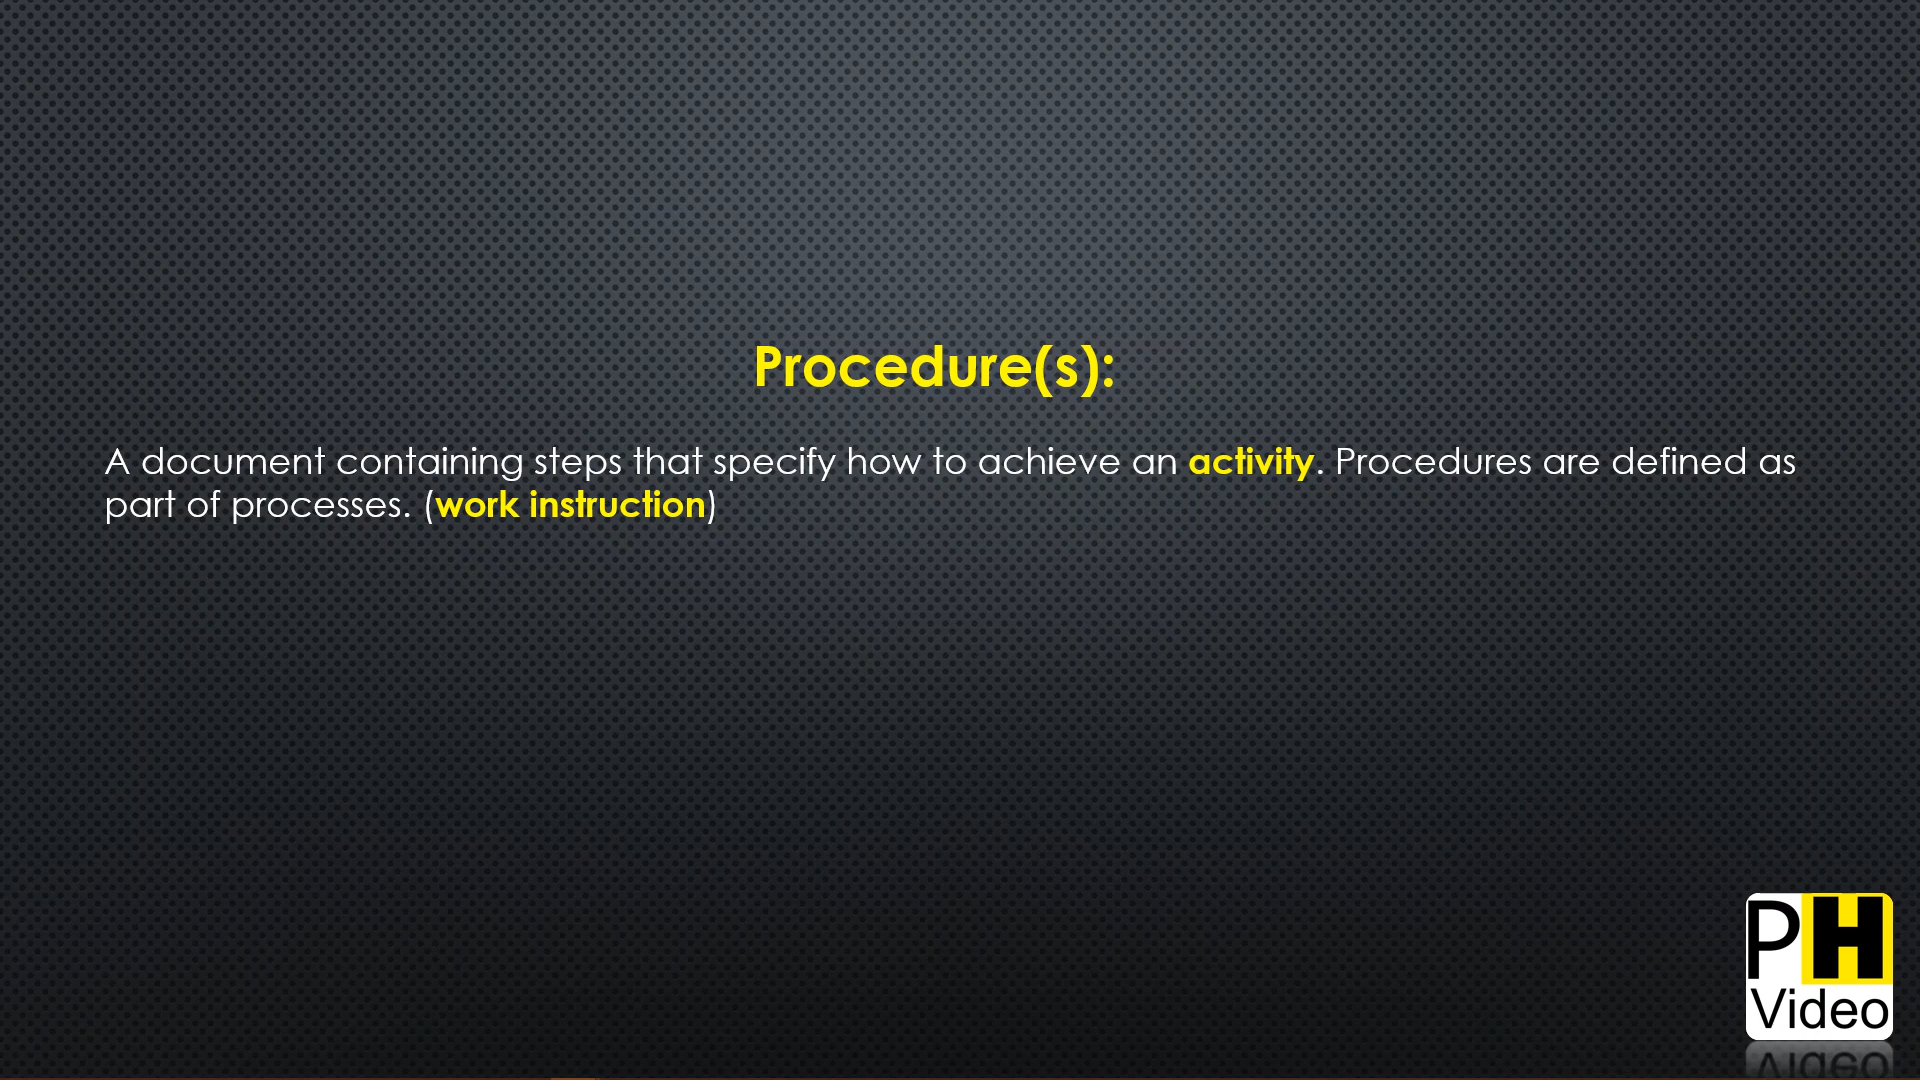 Procedure(s):
A document containing steps that specify how to achieve an activity. Procedures are defined as
part of processes. (work instruction)
PH
Video